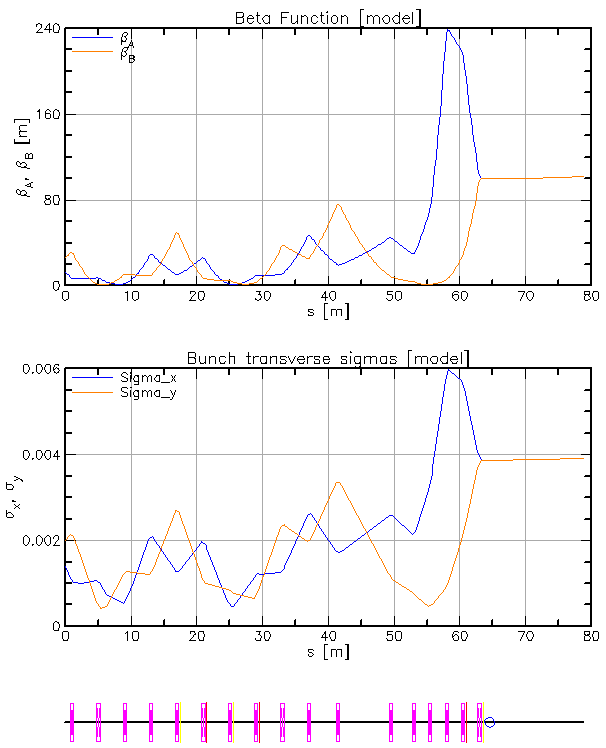 Beta Function [model]
β_A
β_B
240
160
80
0
β_A, β_B [m]
0 10 20 30 40 50 60 70 80
s [m]
Bunch transverse sigmas [model]
Sigma_x
Sigma_y
0.006
0.004
0.002
0
σ_x, σ_y
0 10 20 30 40 50 60 70 80
s [m]